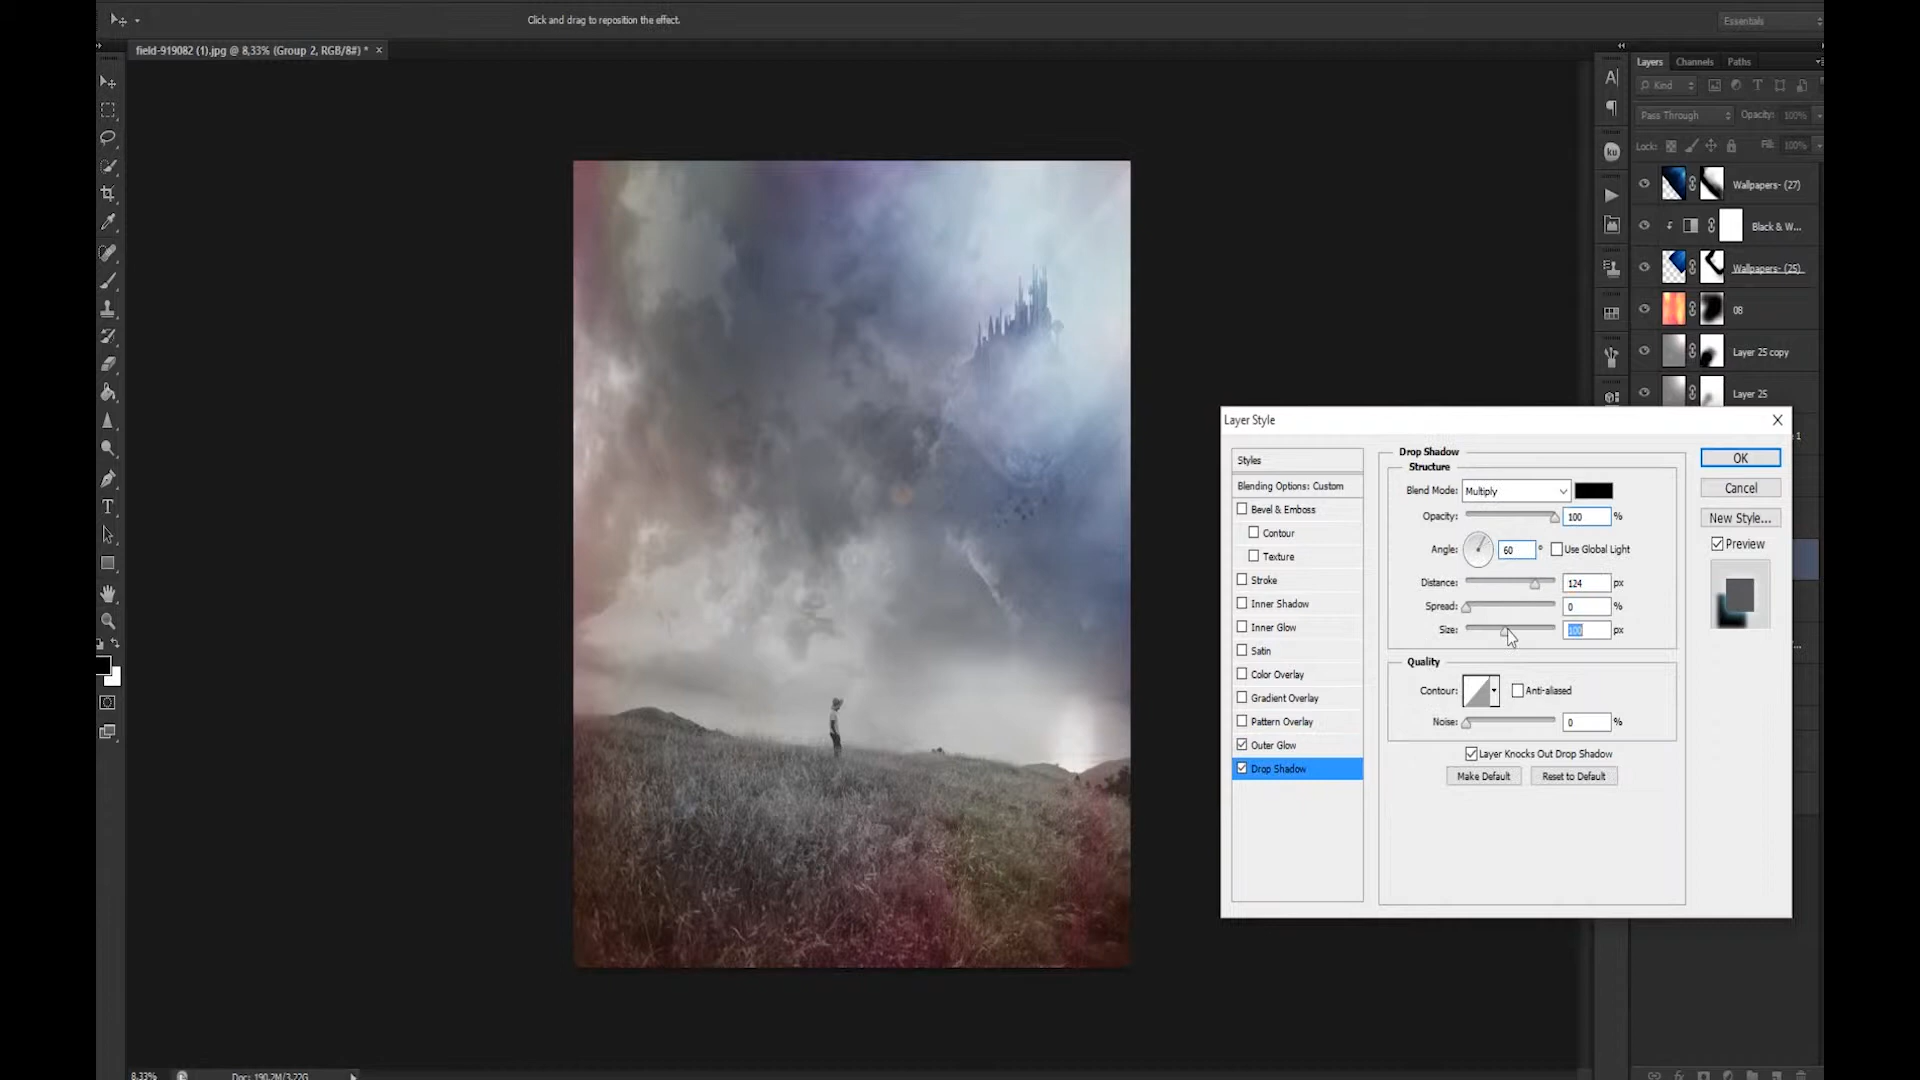 Click and drag to reposition the effect.
Essentials
field-919082 (1).jpg @ 8,33% (Group 2, RGB/8#) *
Layers Channels Paths
Kind
Pass Through Opacity: 100%
Lock: Fill: 100%
Wallpapers- (27)
Black & W...
Wallpapers- (25)
08
Layer 25 copy
Layer 25
Layer Style
Styles
Blending Options: Custom
Bevel & Emboss
Contour
Texture
Stroke
Inner Shadow
Inner Glow
Satin
Color Overlay
Gradient Overlay
Pattern Overlay
Outer Glow
Drop Shadow
Drop Shadow
Structure
Blend Mode: Multiply
Opacity: 100 %
Angle: 60 ° Use Global Light
Distance: 124 px
Spread: 0 %
Size: 100 px
Quality
Contour: Anti-aliased
Noise: 0 %
Layer Knocks Out Drop Shadow
Make Default Reset to Default
OK
Cancel
New Style...
Preview
8,33% Doc: 190,2M/3,22G